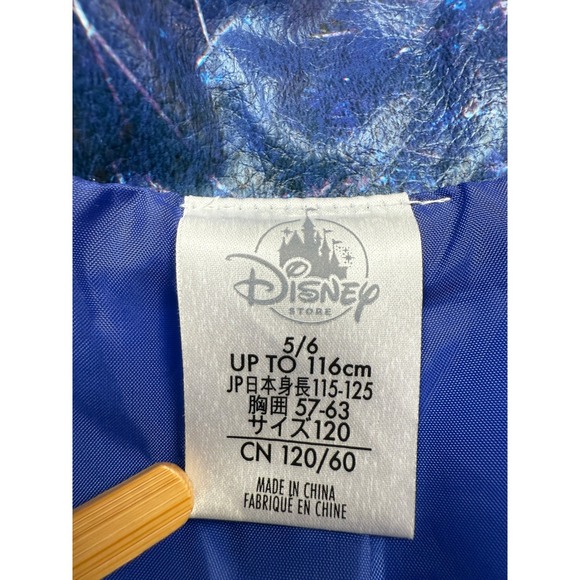 Disney
STORE
5/6
UP TO 116cm
JP日本身長115-125
胸囲 57-63
サイズ120
CN 120/60
MADE IN CHINA
FABRIQUÉ EN CHINE